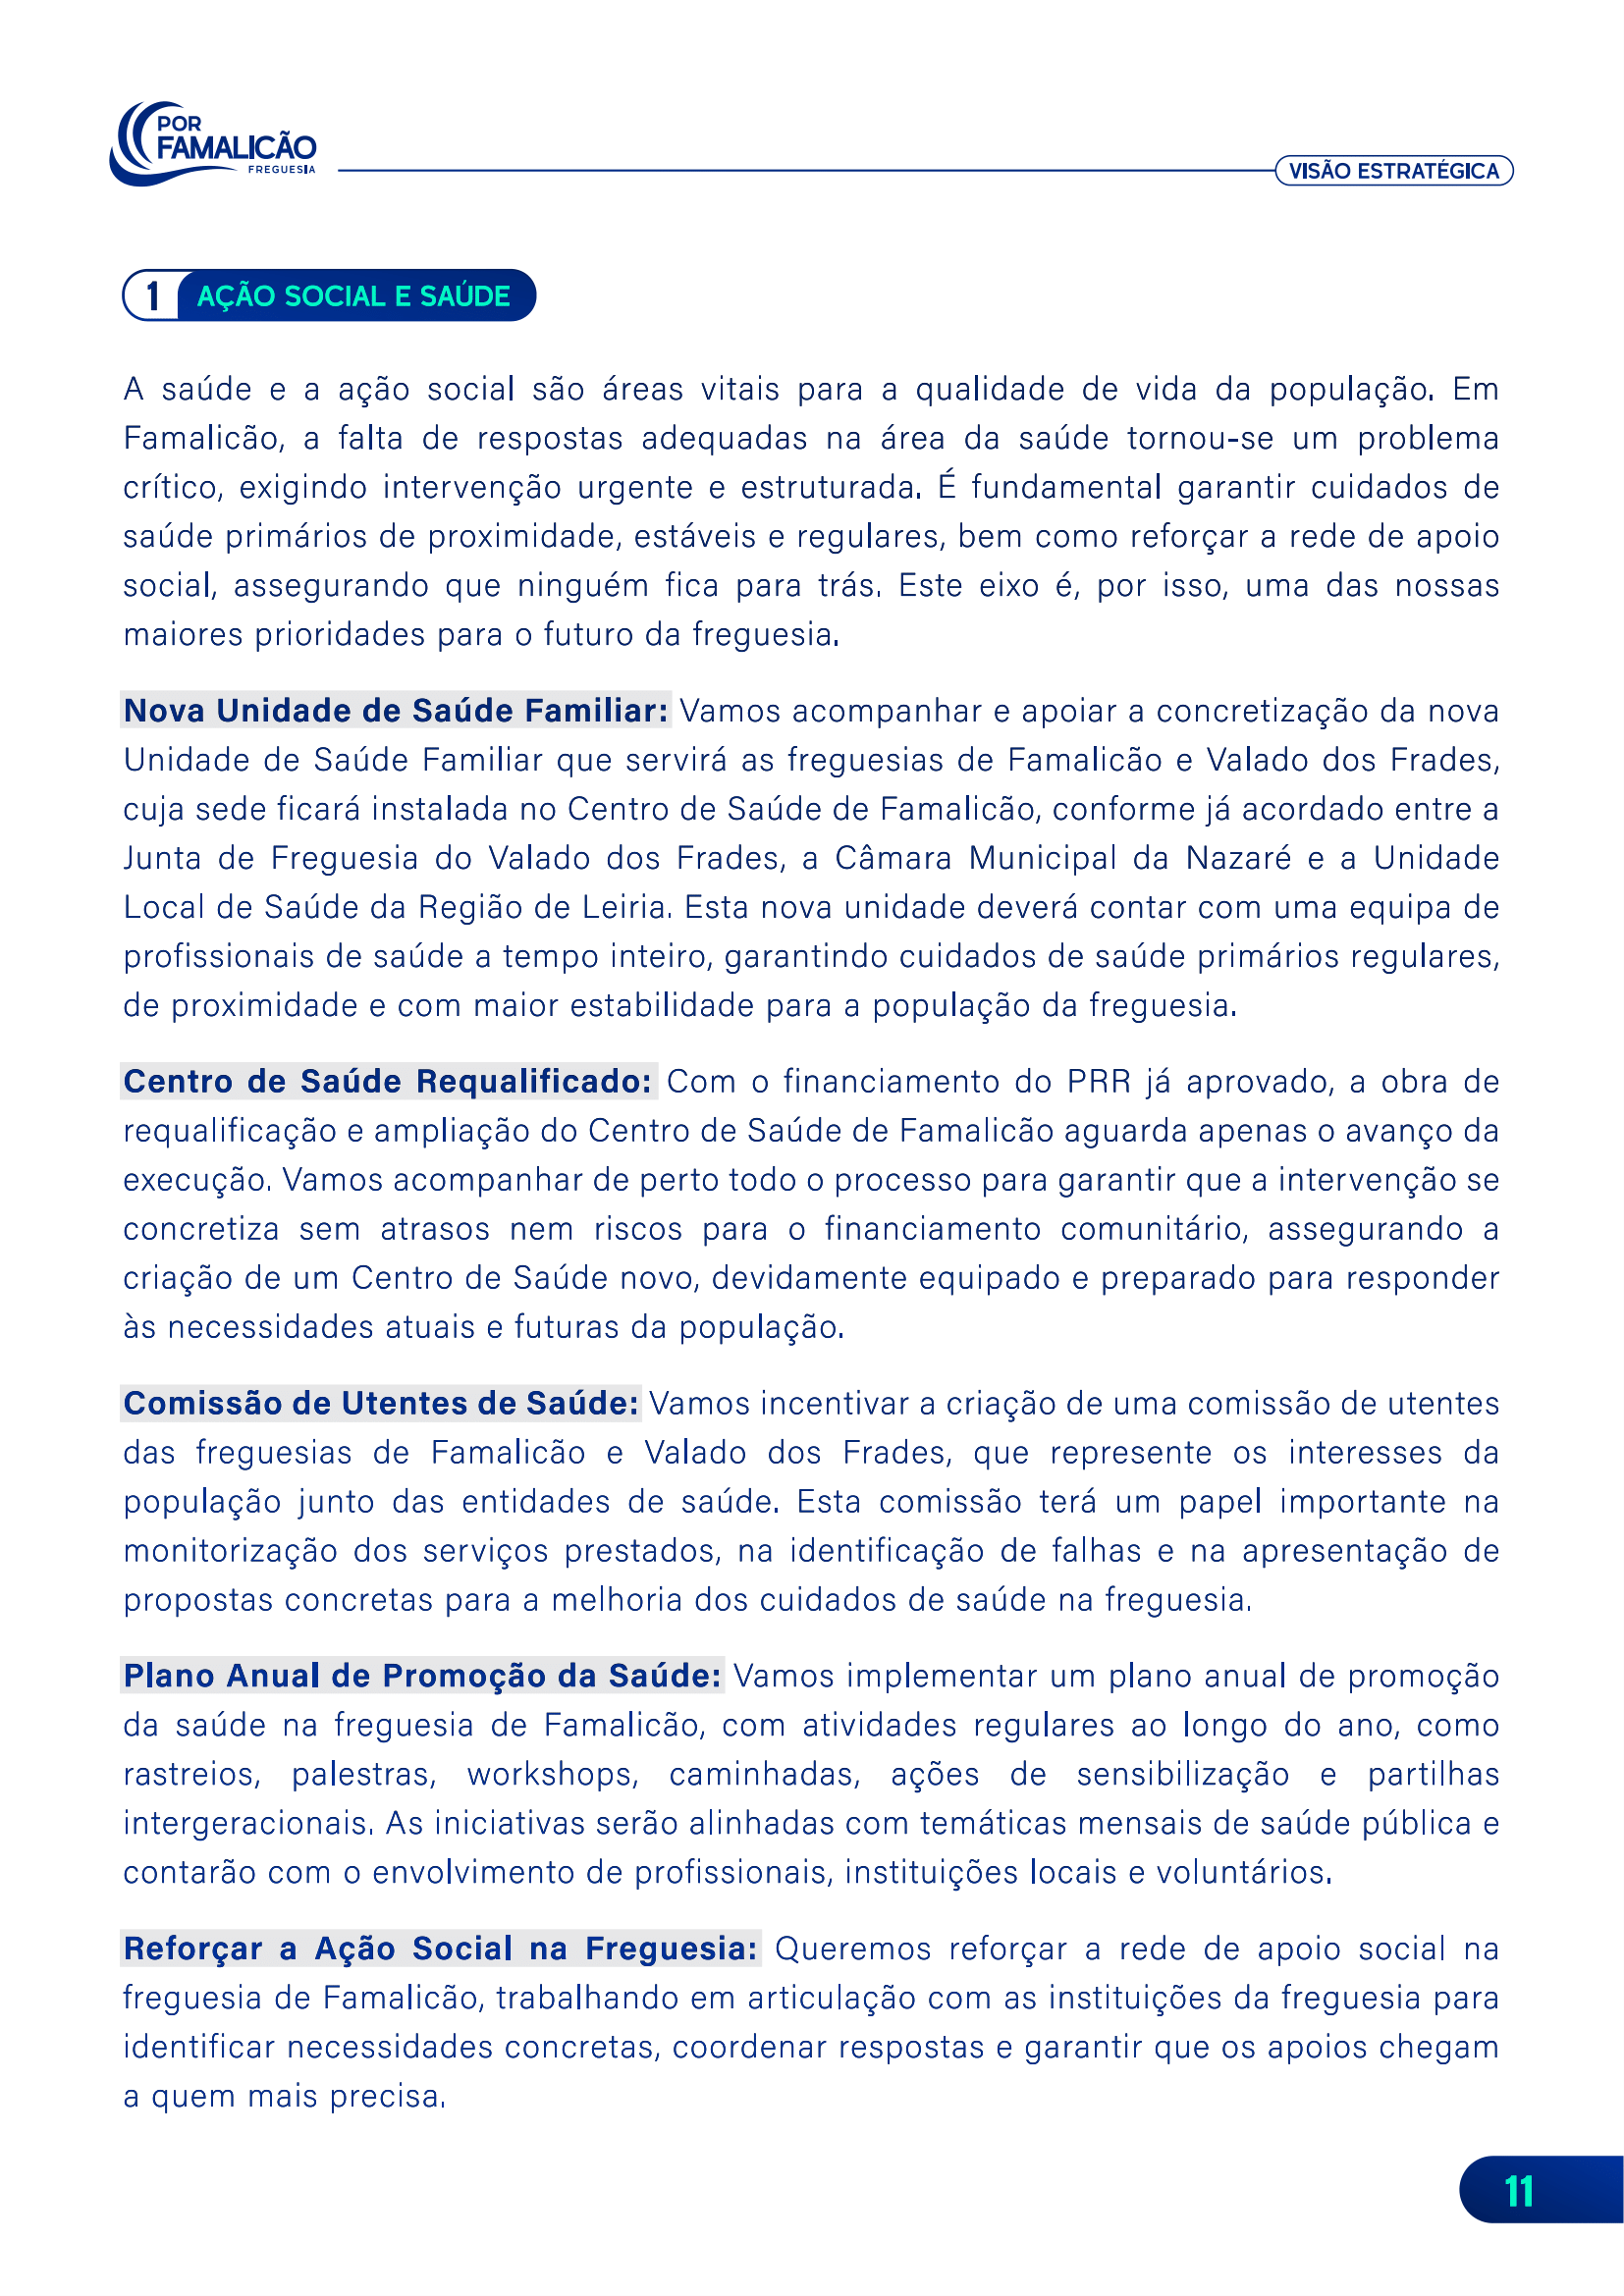 POR
FAMALICÃO
FREGUESIA
VISÃO ESTRATÉGICA
1 AÇÃO SOCIAL E SAÚDE
A saúde e a ação social são áreas vitais para a qualidade de vida da população. Em
Famalicão, a falta de respostas adequadas na área da saúde tornou-se um problema
crítico, exigindo intervenção urgente e estruturada. É fundamental garantir cuidados de
saúde primários de proximidade, estáveis e regulares, bem como reforçar a rede de apoio
social, assegurando que ninguém fica para trás. Este eixo é, por isso, uma das nossas
maiores prioridades para o futuro da freguesia.
Nova Unidade de Saúde Familiar: Vamos acompanhar e apoiar a concretização da nova
Unidade de Saúde Familiar que servirá as freguesias de Famalicão e Valado dos Frades,
cuja sede ficará instalada no Centro de Saúde de Famalicão, conforme já acordado entre a
Junta de Freguesia do Valado dos Frades, a Câmara Municipal da Nazaré e a Unidade
Local de Saúde da Região de Leiria. Esta nova unidade deverá contar com uma equipa de
profissionais de saúde a tempo inteiro, garantindo cuidados de saúde primários regulares,
de proximidade e com maior estabilidade para a população da freguesia.
Centro de Saúde Requalificado: Com o financiamento do PRR já aprovado, a obra de
requalificação e ampliação do Centro de Saúde de Famalicão aguarda apenas o avanço da
execução. Vamos acompanhar de perto todo o processo para garantir que a intervenção se
concretiza sem atrasos nem riscos para o financiamento comunitário, assegurando a
criação de um Centro de Saúde novo, devidamente equipado e preparado para responder
às necessidades atuais e futuras da população.
Comissão de Utentes de Saúde: Vamos incentivar a criação de uma comissão de utentes
das freguesias de Famalicão e Valado dos Frades, que represente os interesses da
população junto das entidades de saúde. Esta comissão terá um papel importante na
monitorização dos serviços prestados, na identificação de falhas e na apresentação de
propostas concretas para a melhoria dos cuidados de saúde na freguesia.
Plano Anual de Promoção da Saúde: Vamos implementar um plano anual de promoção
da saúde na freguesia de Famalicão, com atividades regulares ao longo do ano, como
rastreios, palestras, workshops, caminhadas, ações de sensibilização e partilhas
intergeracionais. As iniciativas serão alinhadas com temáticas mensais de saúde pública e
contarão com o envolvimento de profissionais, instituições locais e voluntários.
Reforçar a Ação Social na Freguesia: Queremos reforçar a rede de apoio social na
freguesia de Famalicão, trabalhando em articulação com as instituições da freguesia para
identificar necessidades concretas, coordenar respostas e garantir que os apoios chegam
a quem mais precisa.
11